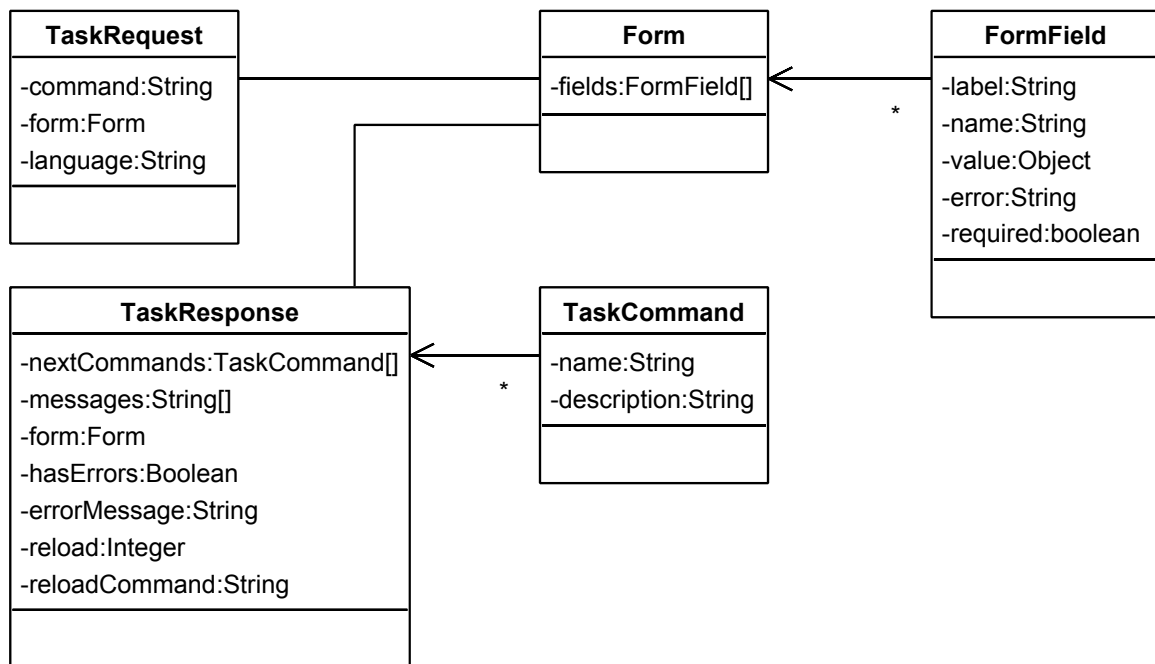 TaskRequest
-command:String
-form:Form
-language:String
Form
-fields:FormField[]
FormField
-label:String
-name:String
-value:Object
-error:String
-required:boolean
*
TaskResponse
-nextCommands:TaskCommand[]
-messages:String[]
-form:Form
-hasErrors:Boolean
-errorMessage:String
-reload:Integer
-reloadCommand:String
TaskCommand
-name:String
-description:String
*